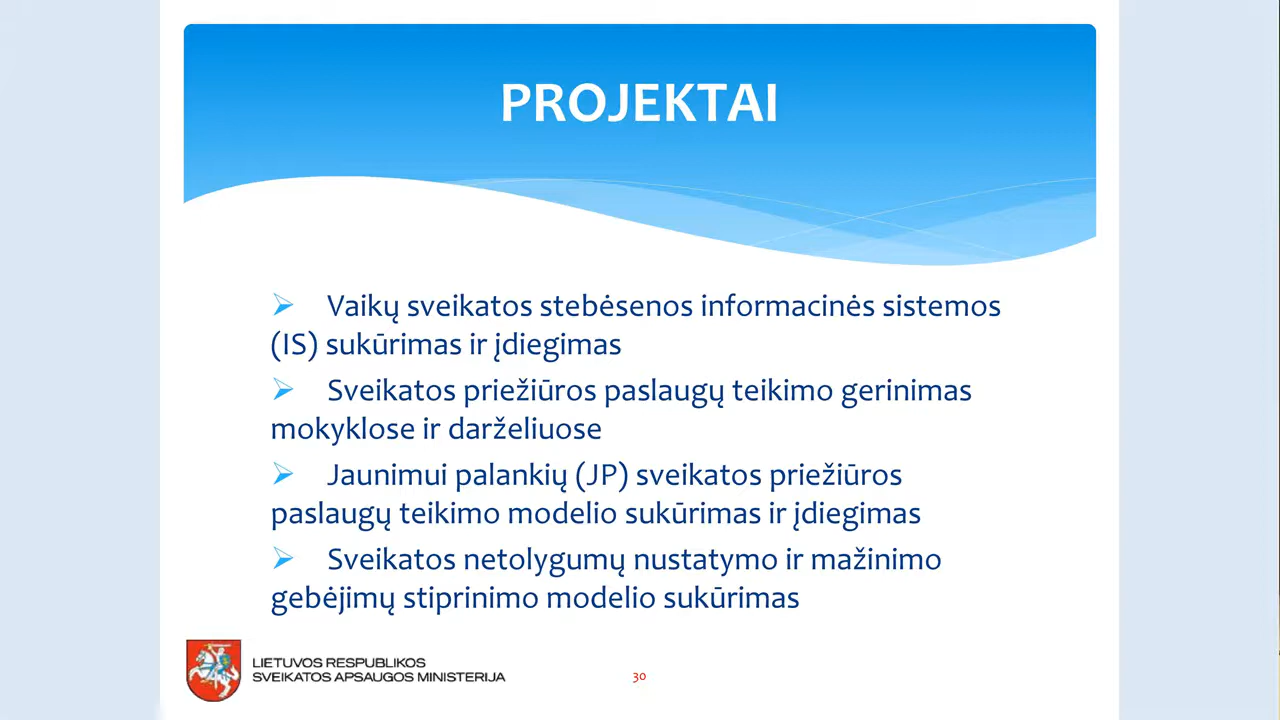 PROJEKTAI
Vaikų sveikatos stebėsenos informacinės sistemos
(IS) sukūrimas ir įdiegimas
Sveikatos priežiūros paslaugų teikimo gerinimas
mokyklose ir darželiuose
Jaunimui palankių (JP) sveikatos priežiūros
paslaugų teikimo modelio sukūrimas ir įdiegimas
Sveikatos netolygumų nustatymo ir mažinimo
gebėjimų stiprinimo modelio sukūrimas
LIETUVOS RESPUBLIKOS
SVEIKATOS APSAUGOS MINISTERIJA
30